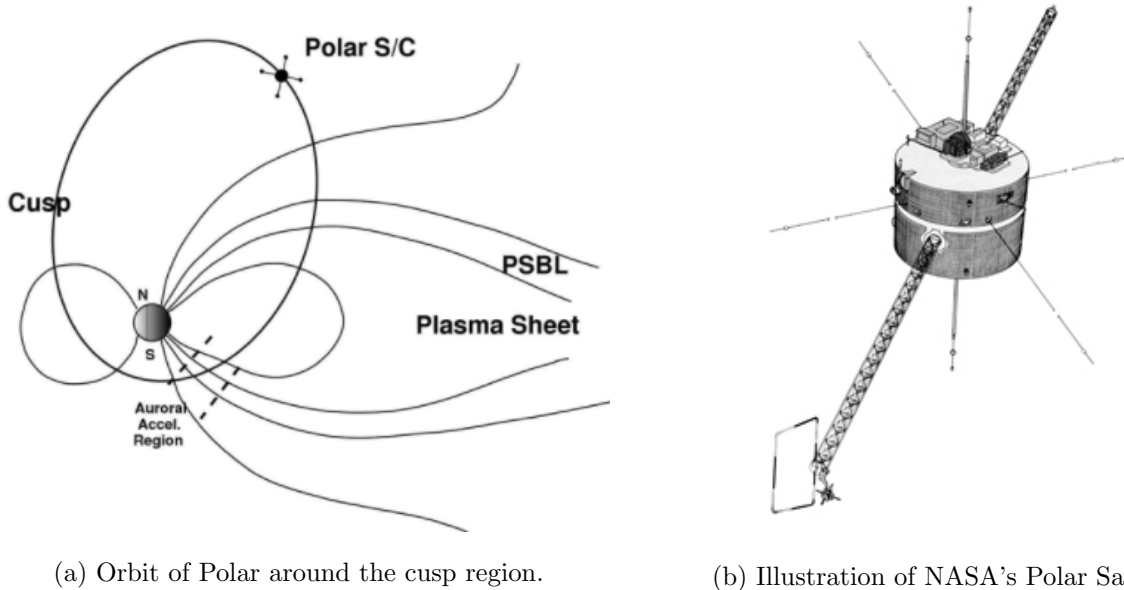 Polar S/C
Cusp
N
S
PSBL
Plasma Sheet
Auroral
Accel.
Region
(a) Orbit of Polar around the cusp region.
(b) Illustration of NASA's Polar Sa